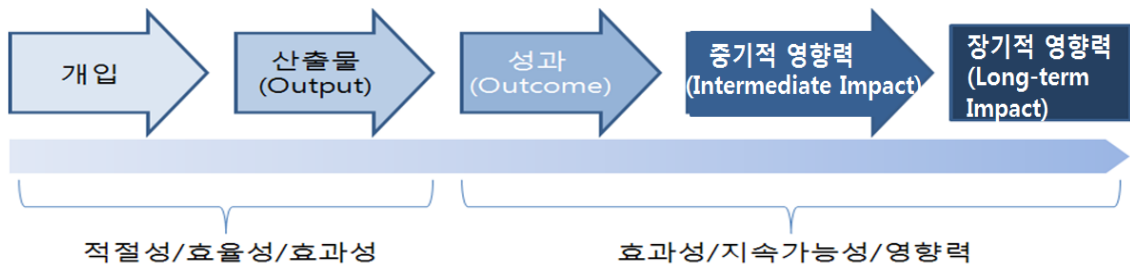 개입
산출물
(Output)
성과
(Outcome)
중기적 영향력
(Intermediate Impact)
장기적 영향력
(Long-term
Impact)
적절성/효율성/효과성
효과성/지속가능성/영향력